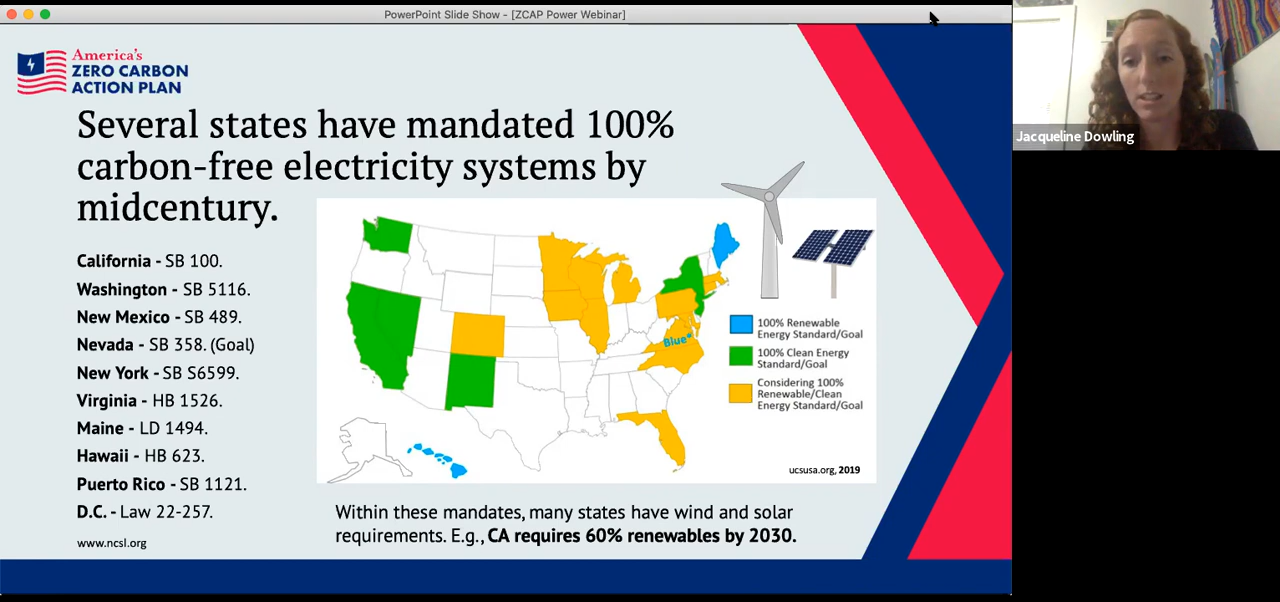 PowerPoint Slide Show - [ZCAP Power Webinar]
America's
ZERO CARBON
ACTION PLAN
Several states have mandated 100%
carbon-free electricity systems by
midcentury.
California - SB 100.
Washington - SB 5116.
New Mexico - SB 489.
Nevada - SB 358. (Goal)
New York - SB S6599.
Virginia - HB 1526.
Maine - LD 1494.
Hawaii - HB 623.
Puerto Rico - SB 1121.
D.C. - Law 22-257.
www.ncsl.org
Blue*
100% Renewable
Energy Standard/Goal
100% Clean Energy
Standard/Goal
Considering 100%
Renewable/Clean
Energy Standard/Goal
ucsusa.org, 2019
Within these mandates, many states have wind and solar
requirements. E.g., CA requires 60% renewables by 2030.
Jacqueline Dowling